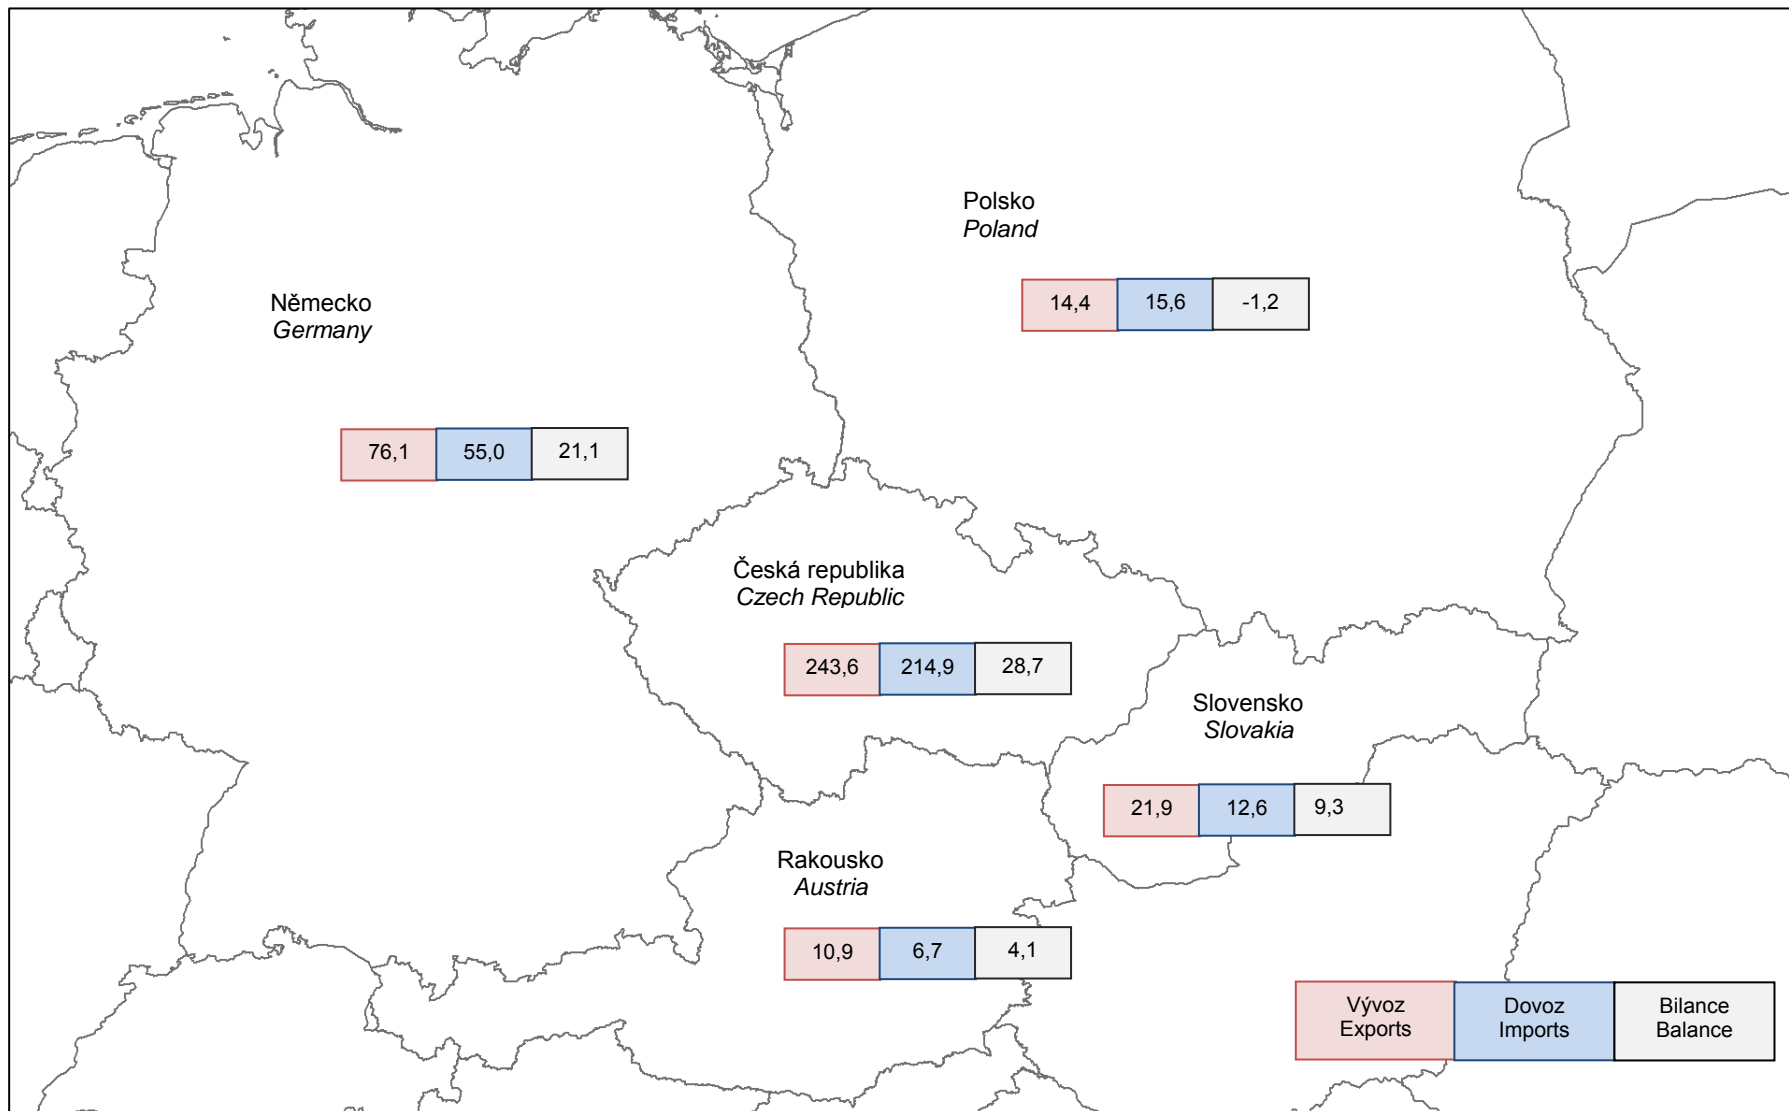 Polsko
Poland
14,4 15,6 -1,2
Německo
Germany
76,1 55,0 21,1
Česká republika
Czech Republic
243,6 214,9 28,7
Slovensko
Slovakia
21,9 12,6 9,3
Rakousko
Austria
10,9 6,7 4,1
Vývoz Dovoz Bilance
Exports Imports Balance